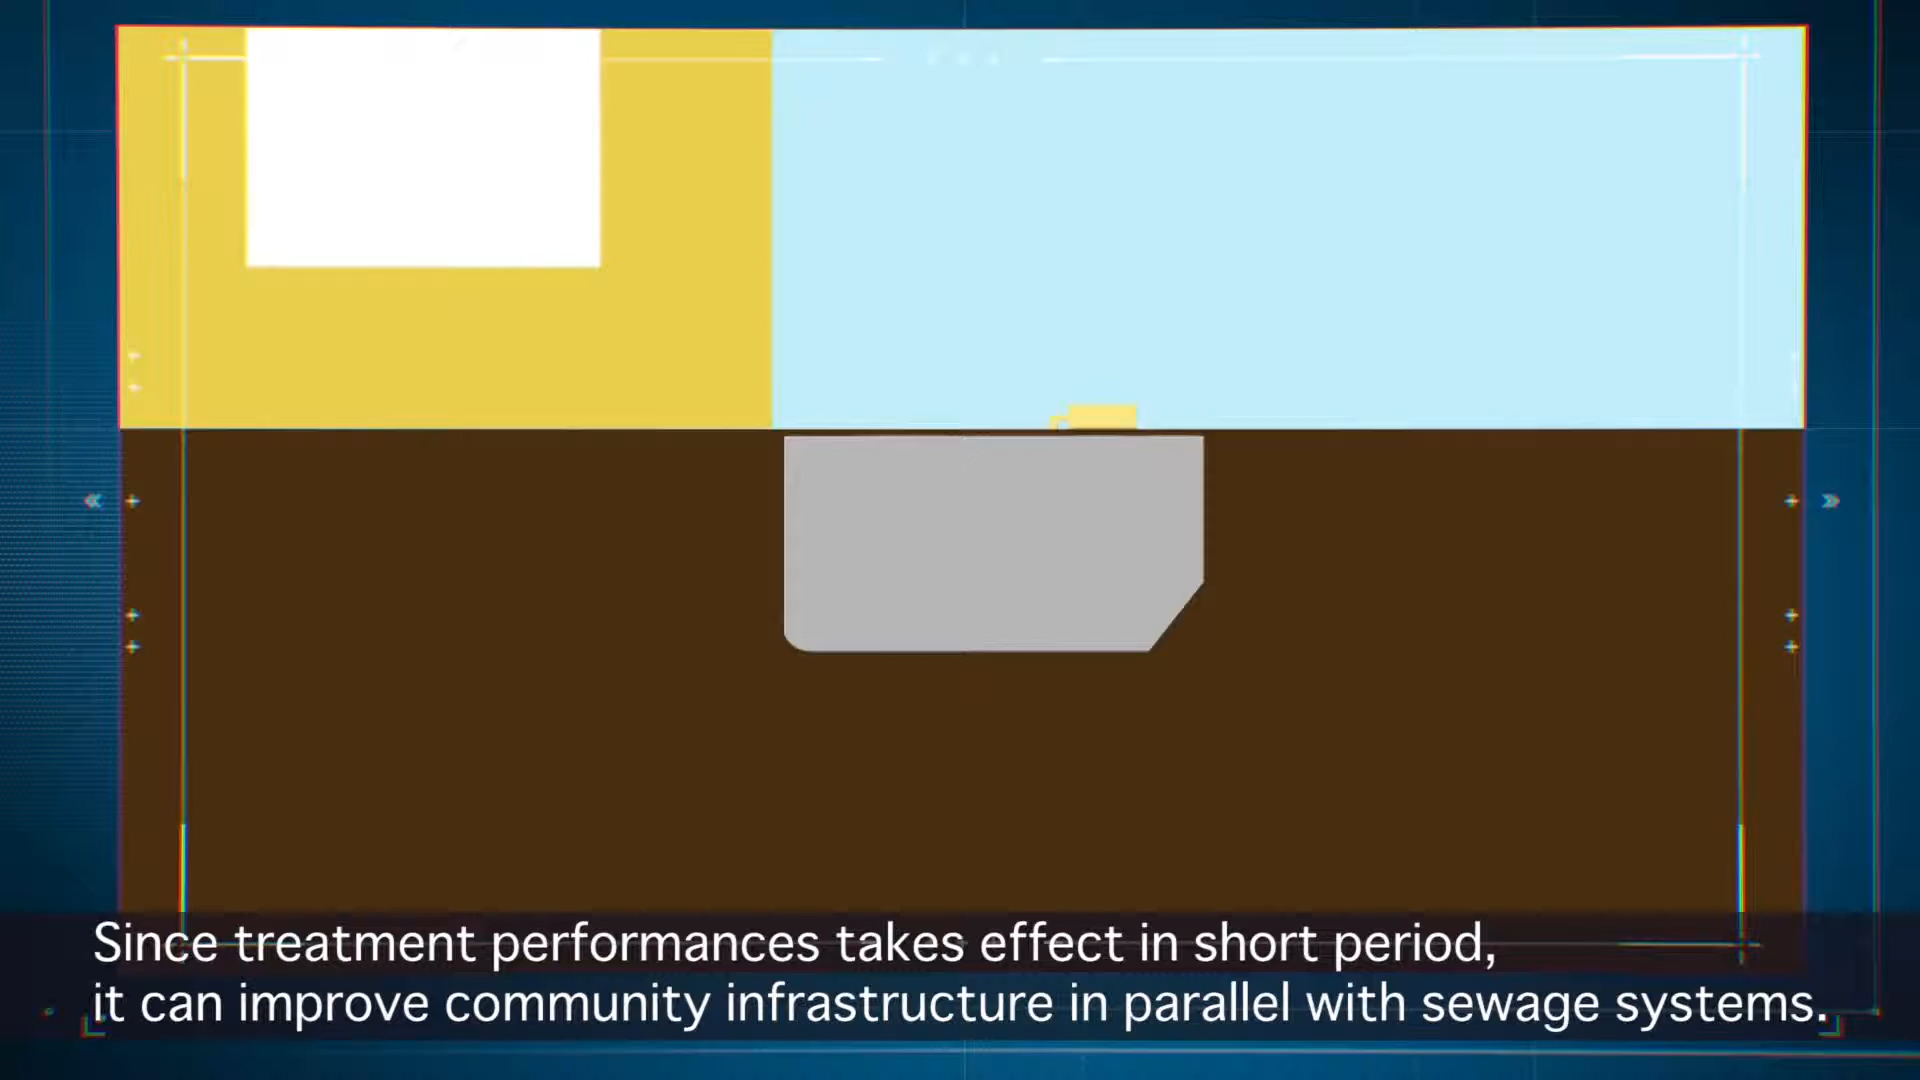 Since treatment performances takes effect in short period,
it can improve community infrastructure in parallel with sewage systems.